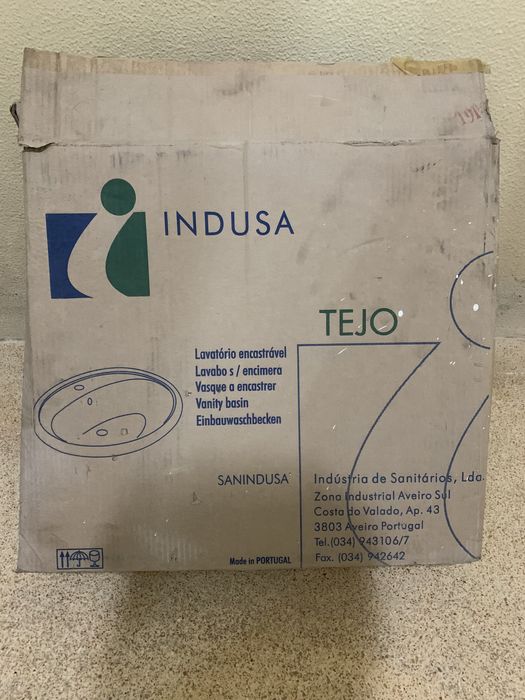 191
INDUSA
TEJO
Lavatório encastrável
Lavabo s / encimera
Vasque a encastrer
Vanity basin
Einbauwaschbecken
SANINDUSA
Indústria de Sanitários, Lda.
Zona Industrial Aveiro Sul
Costa do Valado, Ap. 43
3803 Aveiro Portugal
Tel.(034) 943106/7
Fax. (034) 942642
Made in PORTUGAL